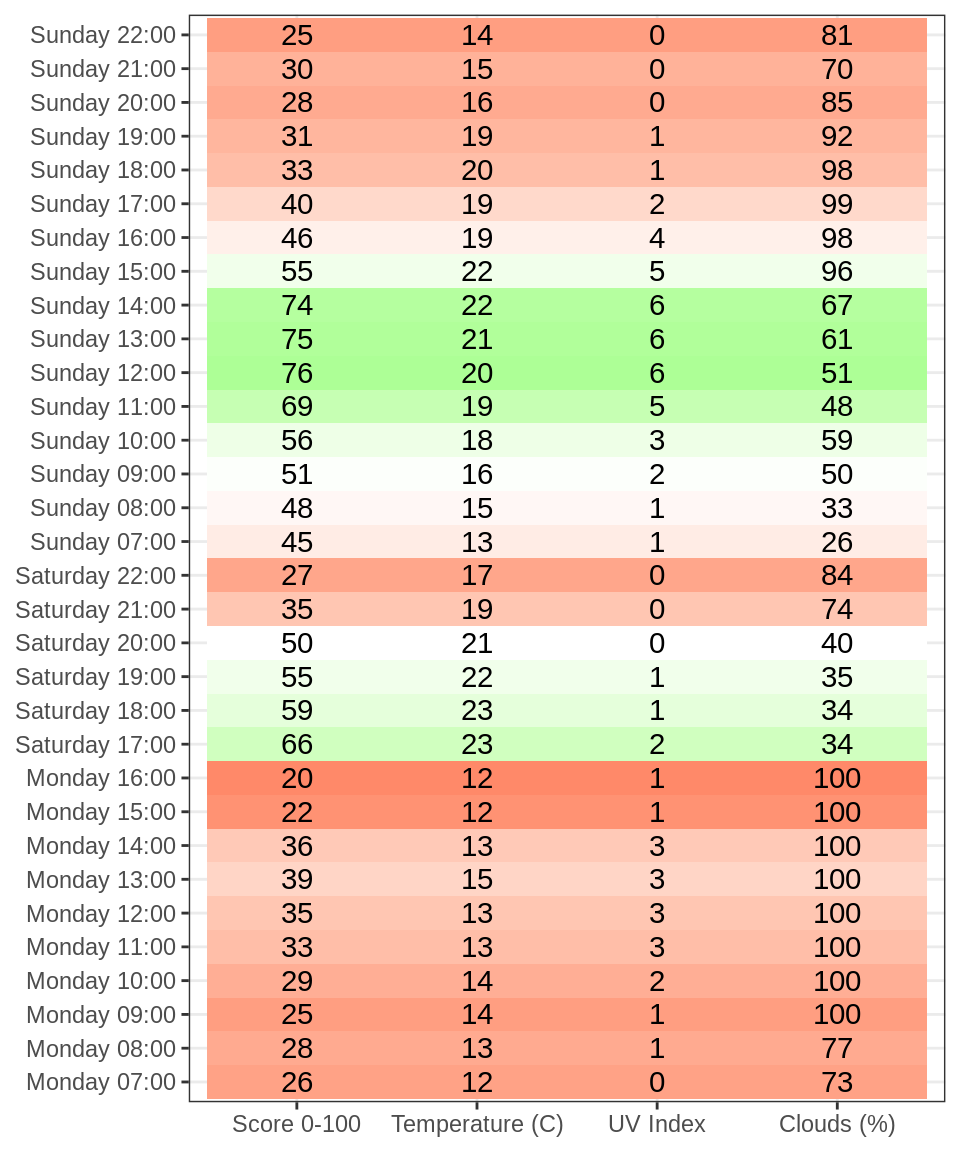 Sunday 22:00 25 14 0 81
Sunday 21:00 30 15 0 70
Sunday 20:00 28 16 0 85
Sunday 19:00 31 19 1 92
Sunday 18:00 33 20 1 98
Sunday 17:00 40 19 2 99
Sunday 16:00 46 19 4 98
Sunday 15:00 55 22 5 96
Sunday 14:00 74 22 6 67
Sunday 13:00 75 21 6 61
Sunday 12:00 76 20 6 51
Sunday 11:00 69 19 5 48
Sunday 10:00 56 18 3 59
Sunday 09:00 51 16 2 50
Sunday 08:00 48 15 1 33
Sunday 07:00 45 13 1 26
Saturday 22:00 27 17 0 84
Saturday 21:00 35 19 0 74
Saturday 20:00 50 21 0 40
Saturday 19:00 55 22 1 35
Saturday 18:00 59 23 1 34
Saturday 17:00 66 23 2 34
Monday 16:00 20 12 1 100
Monday 15:00 22 12 1 100
Monday 14:00 36 13 3 100
Monday 13:00 39 15 3 100
Monday 12:00 35 13 3 100
Monday 11:00 33 13 3 100
Monday 10:00 29 14 2 100
Monday 09:00 25 14 1 100
Monday 08:00 28 13 1 77
Monday 07:00 26 12 0 73
Score 0-100 Temperature (C) UV Index Clouds (%)